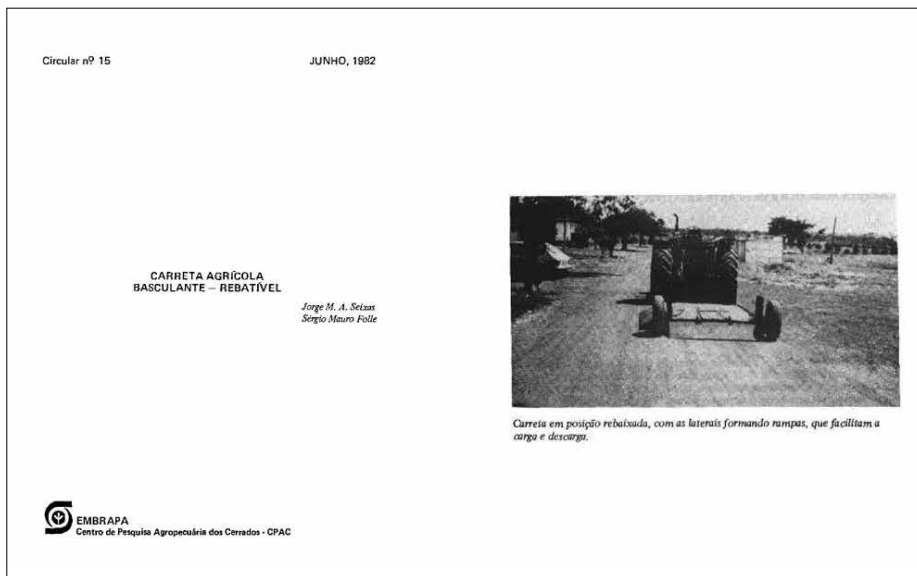 Circular nº 15
JUNHO, 1982
CARRETA AGRÍCOLA
BASCULANTE – REBATÍVEL
Jorge M. A. Seixas
Sérgio Mauro Folle
EMBRAPA
Centro de Pesquisa Agropecuária dos Cerrados - CPAC
Carreta em posição rebaixada, com as laterais formando rampas, que facilitam a
carga e descarga.